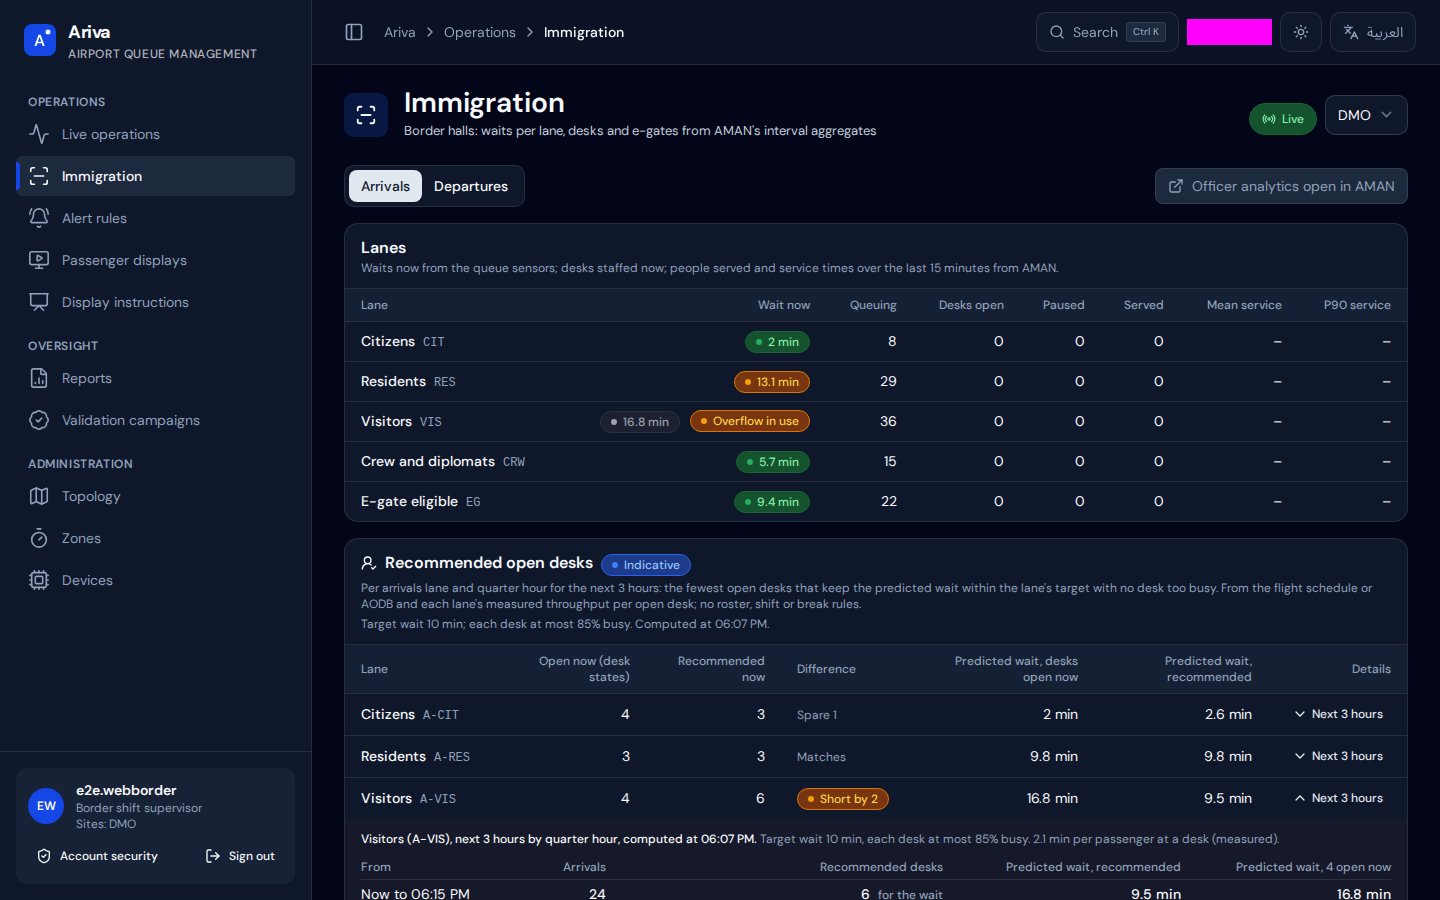 Ariva
AIRPORT QUEUE MANAGEMENT
OPERATIONS
Live operations
Immigration
Alert rules
Passenger displays
Display instructions
OVERSIGHT
Reports
Validation campaigns
ADMINISTRATION
Topology
Zones
Devices
EW
e2e.webborder
Border shift supervisor
Sites: DMO
Account security
Sign out
Ariva > Operations > Immigration
Search Ctrl K
العربية
Immigration
Border halls: waits per lane, desks and e-gates from AMAN's interval aggregates
Live
DMO
Arrivals Departures
Officer analytics open in AMAN
Lanes
Waits now from the queue sensors; desks staffed now; people served and service times over the last 15 minutes from AMAN.
Lane Wait now Queuing Desks open Paused Served Mean service P90 service
Citizens CIT 2 min 8 0 0 0 – –
Residents RES 13.1 min 29 0 0 0 – –
Visitors VIS 16.8 min Overflow in use 36 0 0 0 – –
Crew and diplomats CRW 5.7 min 15 0 0 0 – –
E-gate eligible EG 9.4 min 22 0 0 0 – –
Recommended open desks Indicative
Per arrivals lane and quarter hour for the next 3 hours: the fewest open desks that keep the predicted wait within the lane's target with no desk too busy. From the flight schedule or
AODB and each lane's measured throughput per open desk; no roster, shift or break rules.
Target wait 10 min; each desk at most 85% busy. Computed at 06:07 PM.
Lane Open now (desk states) Recommended now Difference Predicted wait, desks open now Predicted wait, recommended Details
Citizens A-CIT 4 3 Spare 1 2 min 2.6 min Next 3 hours
Residents A-RES 3 3 Matches 9.8 min 9.8 min Next 3 hours
Visitors A-VIS 4 6 Short by 2 16.8 min 9.5 min Next 3 hours
Visitors (A-VIS), next 3 hours by quarter hour, computed at 06:07 PM. Target wait 10 min, each desk at most 85% busy. 2.1 min per passenger at a desk (measured).
From Arrivals Recommended desks Predicted wait, recommended Predicted wait, 4 open now
Now to 06:15 PM 24 6 for the wait 9.5 min 16.8 min